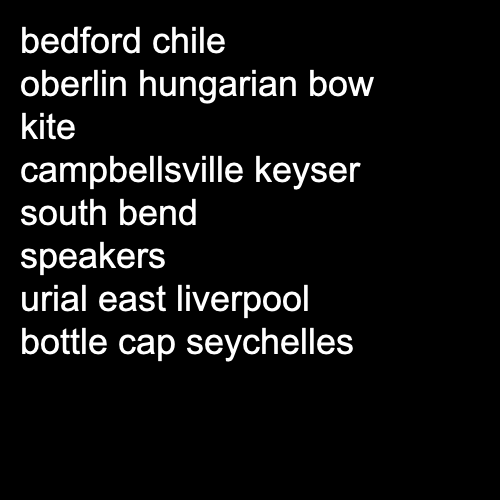 bedford chile
oberlin hungarian bow
kite
campbellsville keyser
south bend
speakers
urial east liverpool
bottle cap seychelles